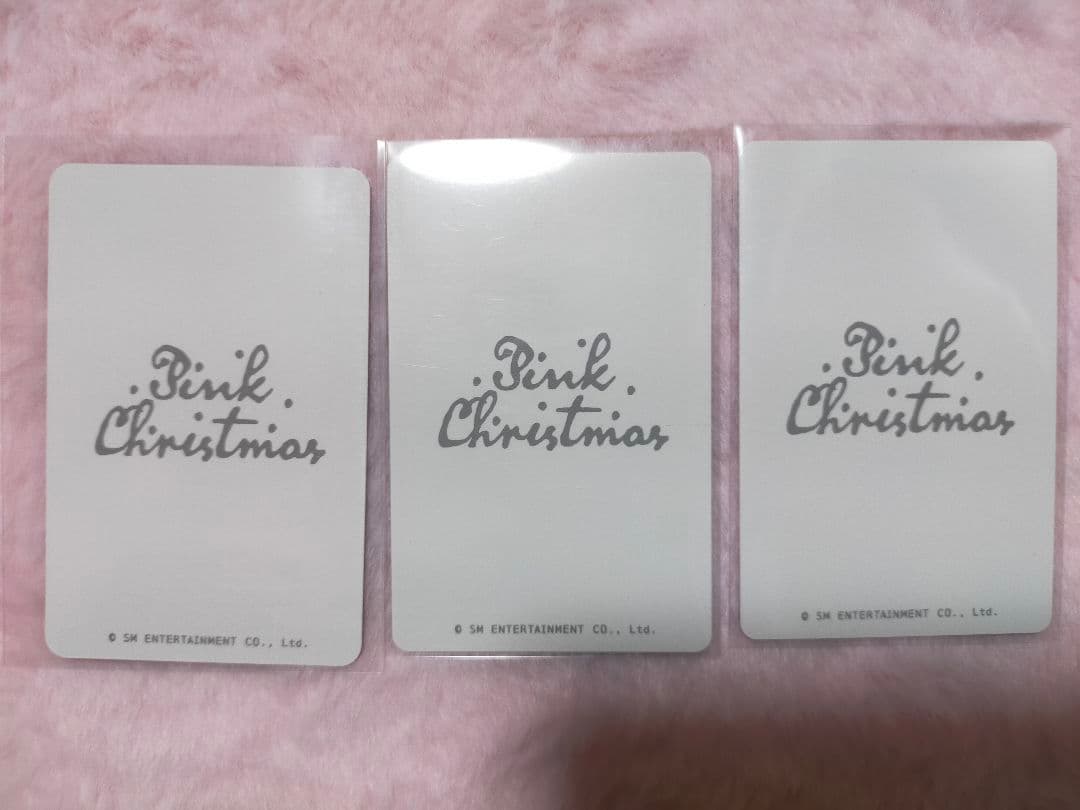 .Pink.
Christmas
© SM ENTERTAINMENT CO., Ltd.
.Pink.
Christmas
© SM ENTERTAINMENT CO., Ltd.
.Pink.
Christmas
© SM ENTERTAINMENT CO., Ltd.